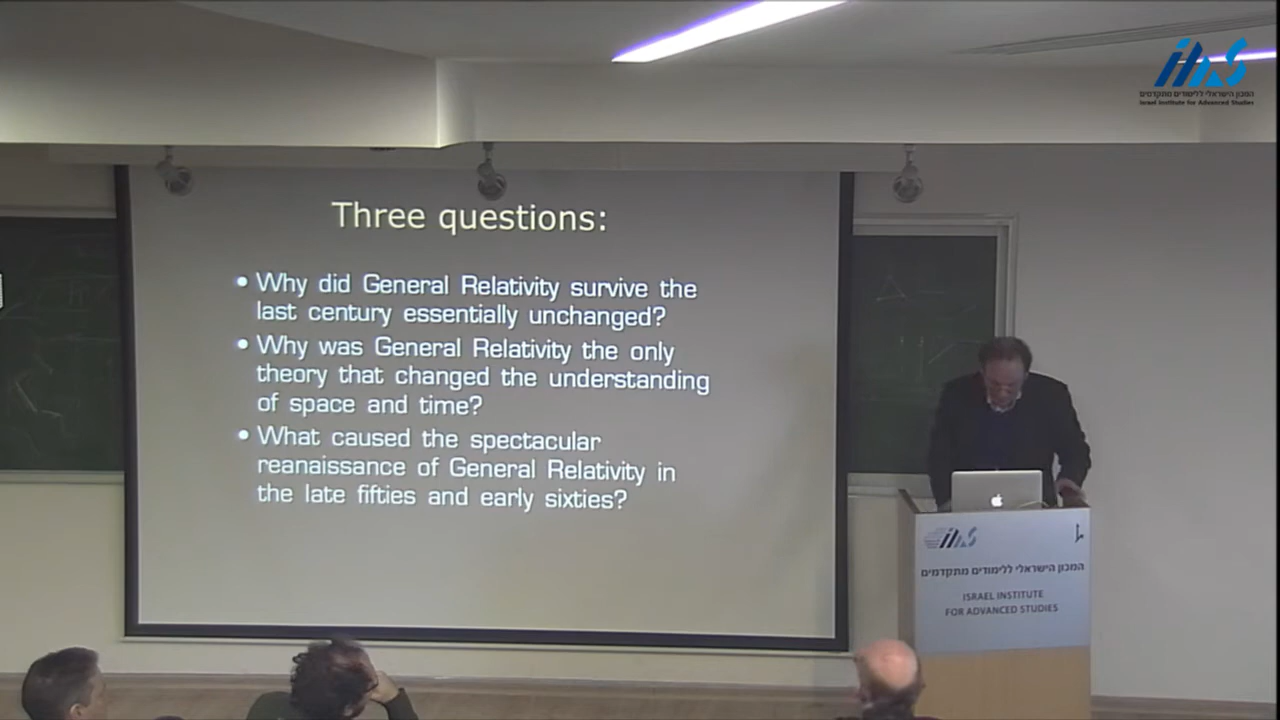 iias
המכון הישראלי ללימודים מתקדמים
Israel Institute for Advanced Studies
Three questions:
• Why did General Relativity survive the
last century essentially unchanged?
• Why was General Relativity the only
theory that changed the understanding
of space and time?
• What caused the spectacular
reanaissance of General Relativity in
the late fifties and early sixties?
iias
המכון הישראלי ללימודים מתקדמים
ISRAEL INSTITUTE
FOR ADVANCED STUDIES